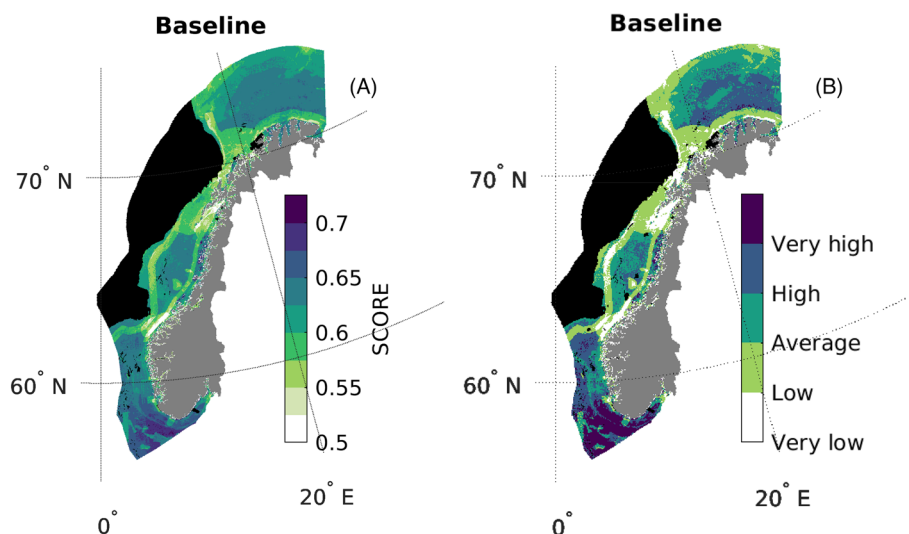 Baseline
(A)
70° N
60° N
0°
20° E
0.7
0.65
0.6
0.55
0.5
SCORE
Baseline
(B)
70° N
60° N
0°
20° E
Very high
High
Average
Low
Very low